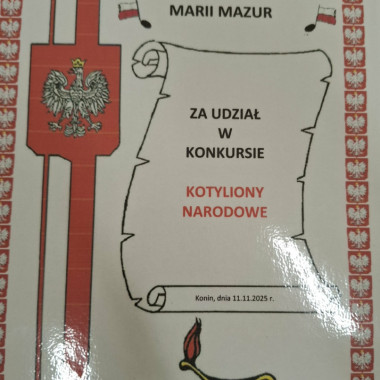 MARII MAZUR
ZA UDZIAŁ
W
KONKURSIE
KOTYLIONY
NARODOWE
Konin, dnia 11.11.2025 r.